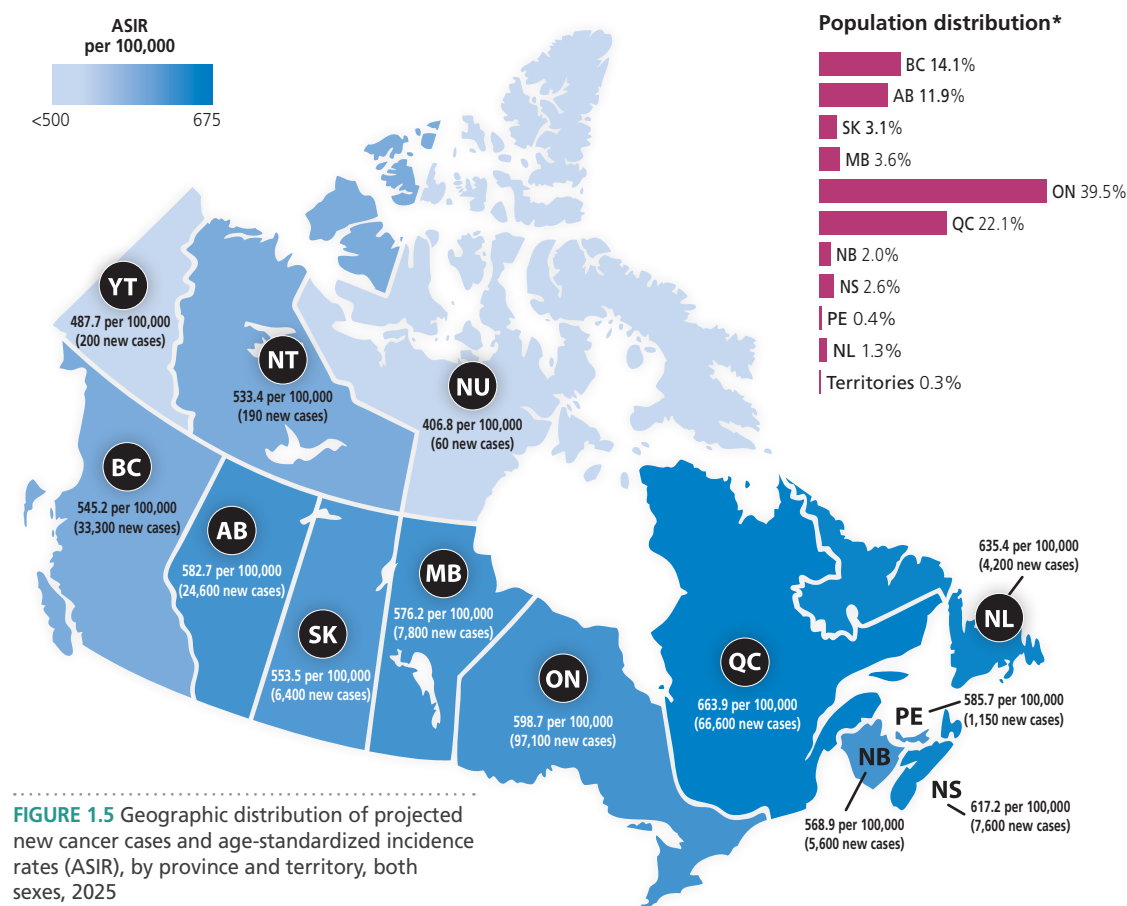 ASIR
per 100,000
<500 675
Population distribution*
BC 14.1%
AB 11.9%
SK 3.1%
MB 3.6%
ON 39.5%
QC 22.1%
NB 2.0%
NS 2.6%
PE 0.4%
NL 1.3%
Territories 0.3%
YT
487.7 per 100,000
(200 new cases)
NT
533.4 per 100,000
(190 new cases)
NU
406.8 per 100,000
(60 new cases)
BC
545.2 per 100,000
(33,300 new cases)
AB
582.7 per 100,000
(24,600 new cases)
SK
553.5 per 100,000
(6,400 new cases)
MB
576.2 per 100,000
(7,800 new cases)
ON
598.7 per 100,000
(97,100 new cases)
QC
663.9 per 100,000
(66,600 new cases)
635.4 per 100,000
(4,200 new cases)
NL
PE
585.7 per 100,000
(1,150 new cases)
NB
568.9 per 100,000
(5,600 new cases)
NS
617.2 per 100,000
(7,600 new cases)
FIGURE 1.5 Geographic distribution of projected
new cancer cases and age-standardized incidence
rates (ASIR), by province and territory, both
sexes, 2025